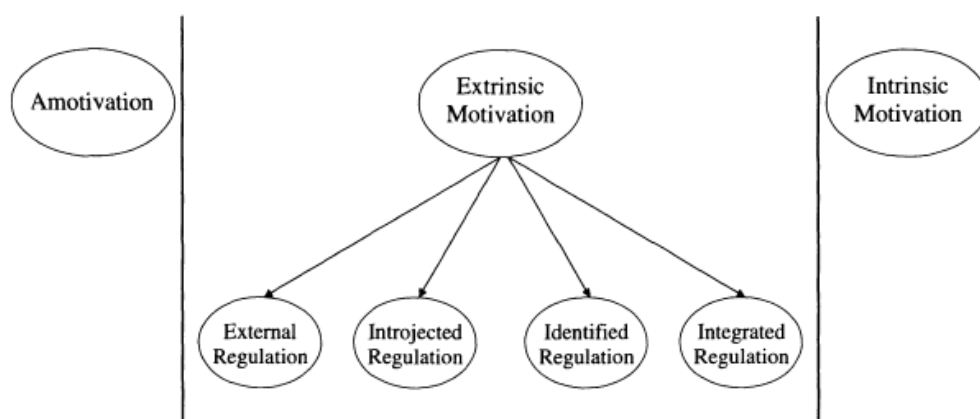 Amotivation
Extrinsic
Motivation
Intrinsic
Motivation
External
Regulation
Introjected
Regulation
Identified
Regulation
Integrated
Regulation